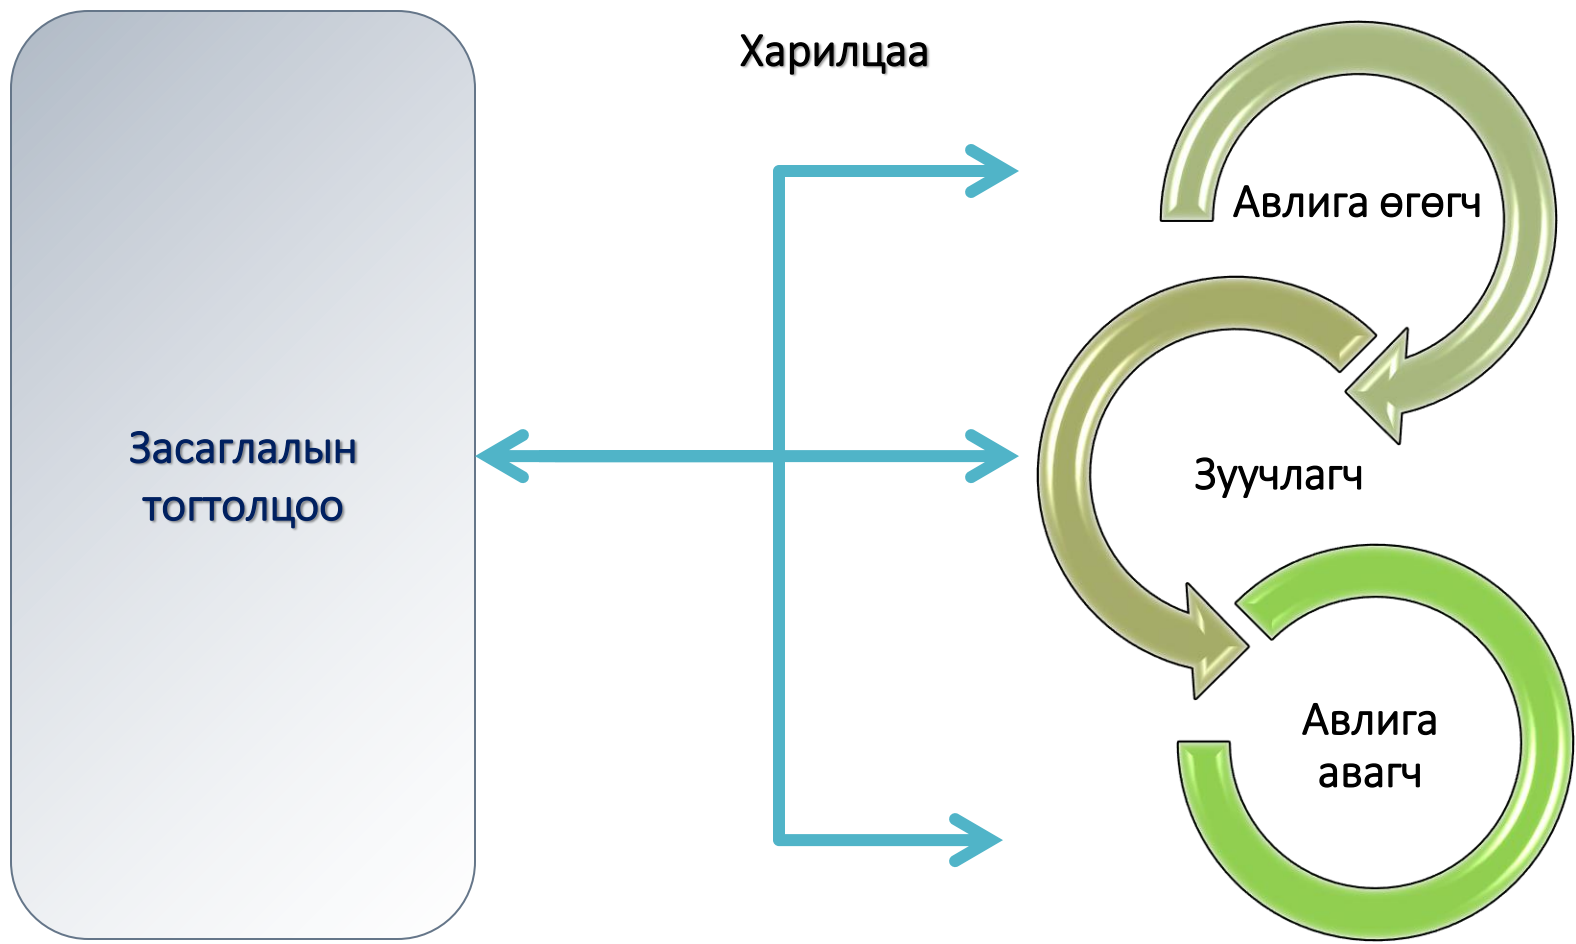 Харилцаа
Авлига өгөгч
Засаглалын
тогтолцоо
Зуучлагч
Авлига
авагч